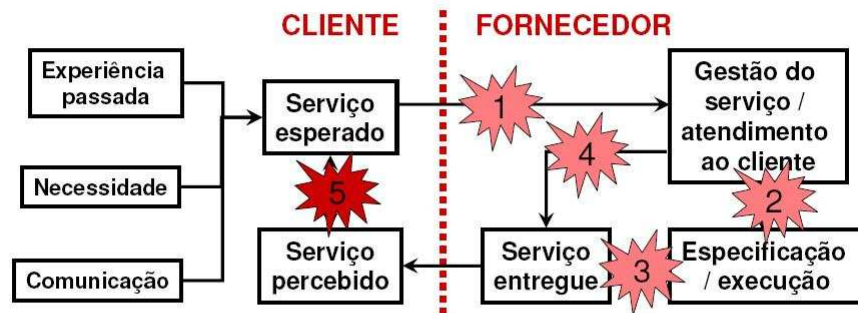 CLIENTE
FORNECEDOR
Experiência
passada
Necessidade
Comunicação
Serviço
esperado
1
Gestão do
serviço /
atendimento
ao cliente
4
5
2
Serviço
percebido
Serviço
entregue
3
Especificação
/ execução